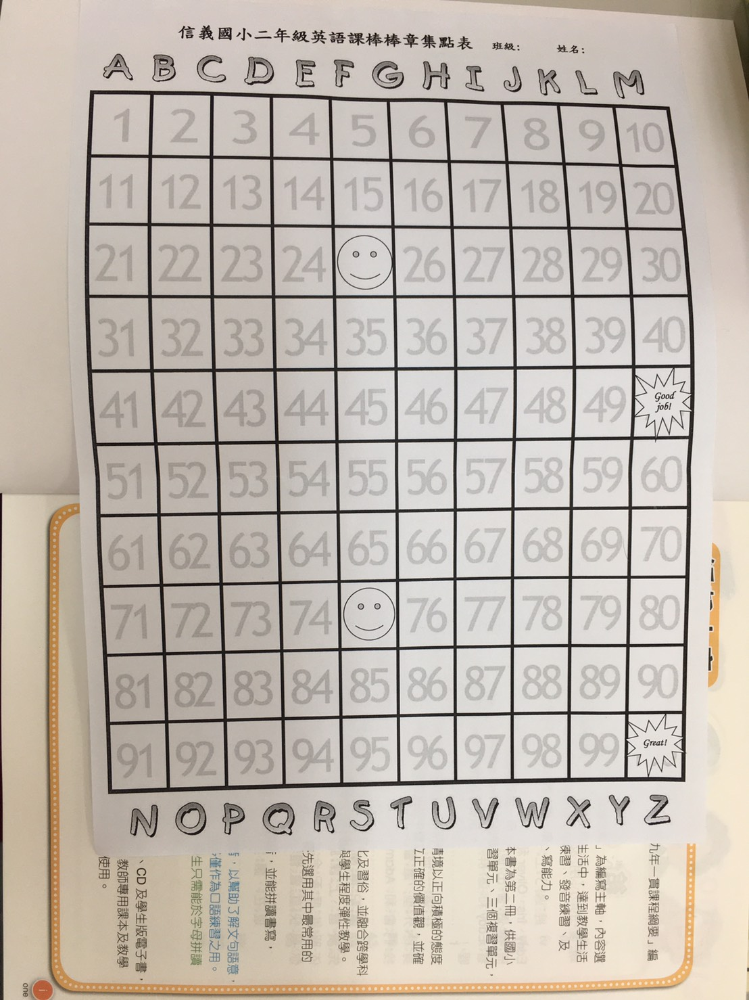 信義國小二年級英語課棒棒章集點表 班級： 姓名：
A B C D E F G H I J K L M
1 2 3 4 5 6 7 8 9 10
11 12 13 14 15 16 17 18 19 20
21 22 23 24 26 27 28 29 30
31 32 33 34 35 36 37 38 39 40
41 42 43 44 45 46 47 48 49 Good job!
51 52 53 54 55 56 57 58 59 60
61 62 63 64 65 66 67 68 69 70
71 72 73 74 76 77 78 79 80
81 82 83 84 85 86 87 88 89 90
91 92 93 94 95 96 97 98 99 Great!
N O P Q R S T U V W X Y Z
九年一貫課程綱要」編
」為編寫主軸，內容選
生活中，達到教學生活
練習、發音練習、及
、寫能力。
本書為第二冊，供國小
習單元、三個複習單元，
情境以正向積極的態度
立正確的價值觀，並確
化及習俗，並融合跨學科
與學生程度彈性教學。
先選用其中最常用的
，並能拼讀書寫，
，以幫助了解文句語意，
僅作為口語練習之用。
生只需能於字母拼讀
、CD 及學生版電子書，
教師專用課本及教學
使用。
i
one